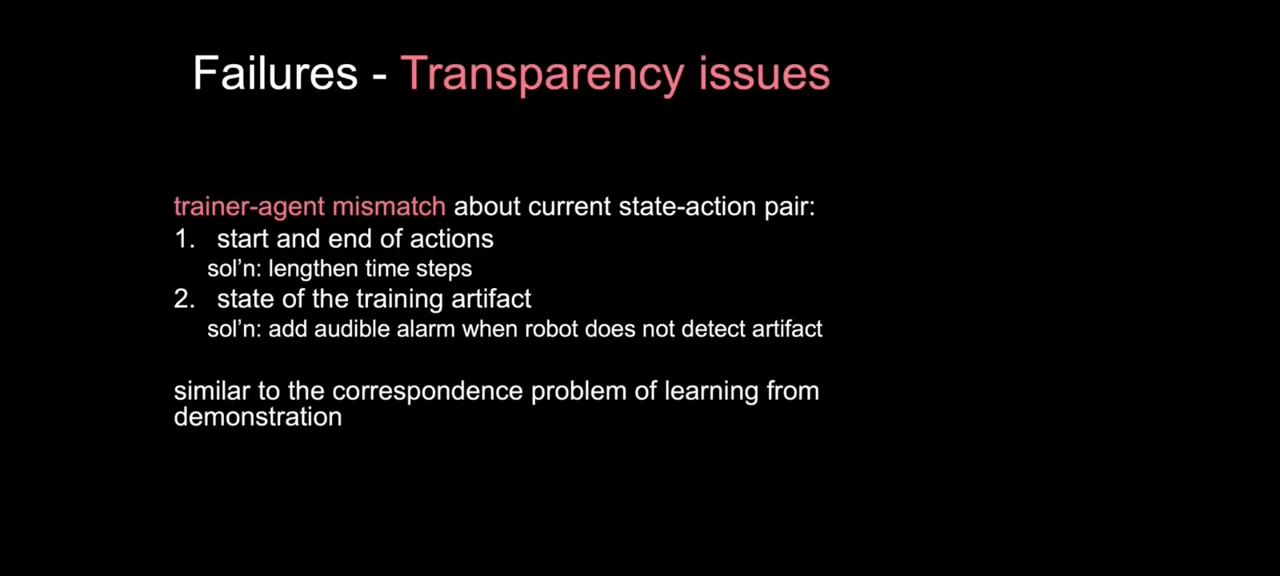 Failures - Transparency issues
trainer-agent mismatch about current state-action pair:
1. start and end of actions
sol’n: lengthen time steps
2. state of the training artifact
sol’n: add audible alarm when robot does not detect artifact
similar to the correspondence problem of learning from
demonstration